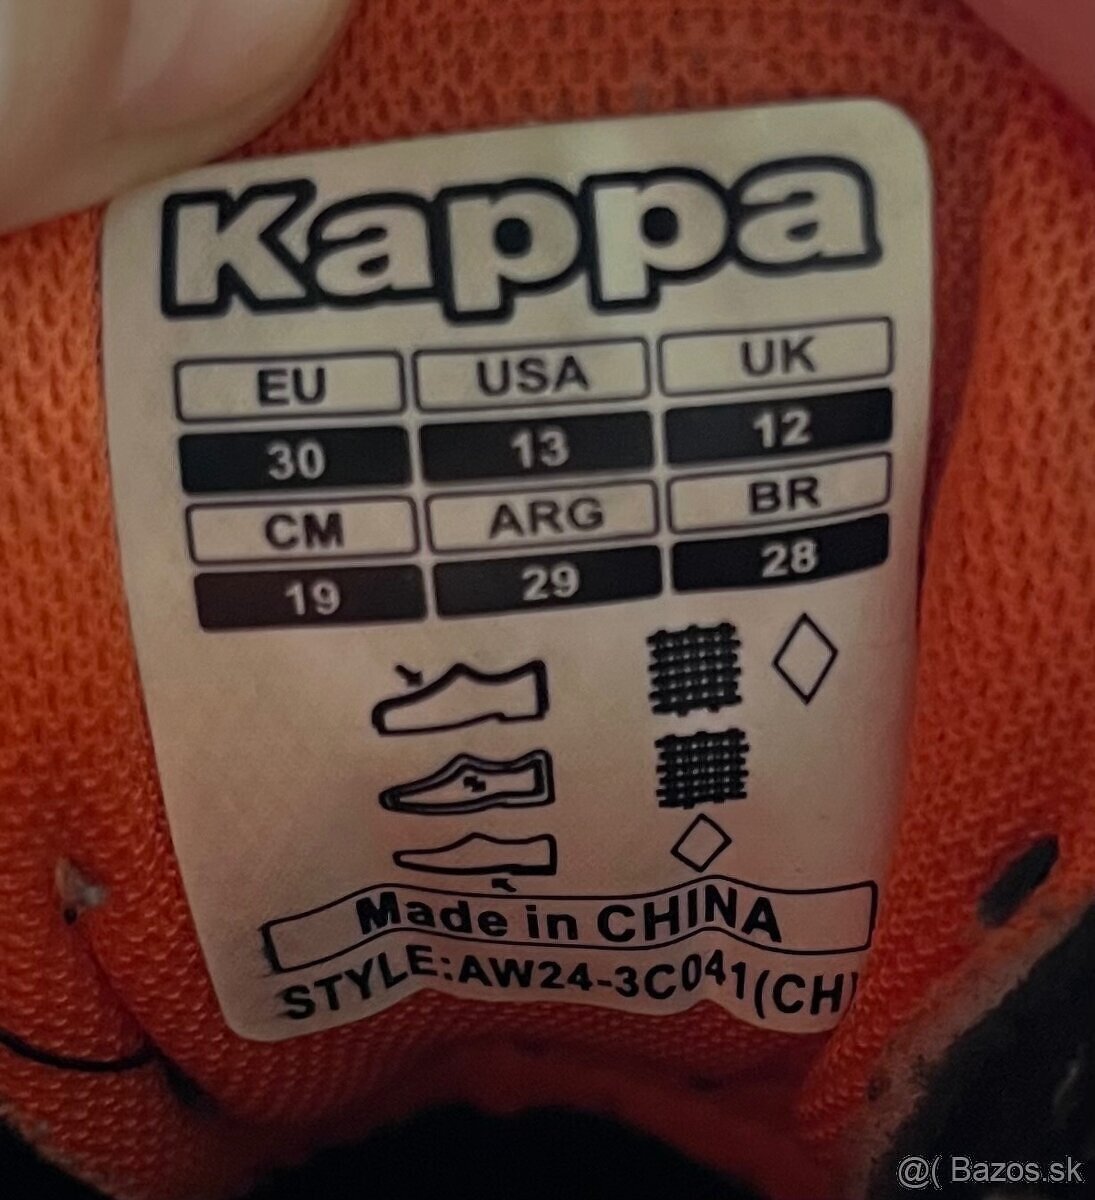 Kappa
EU USA UK
30 13 12
CM ARG BR
19 29 28
Made in CHINA
STYLE:AW24-3C041(CH)
@( Bazos.sk